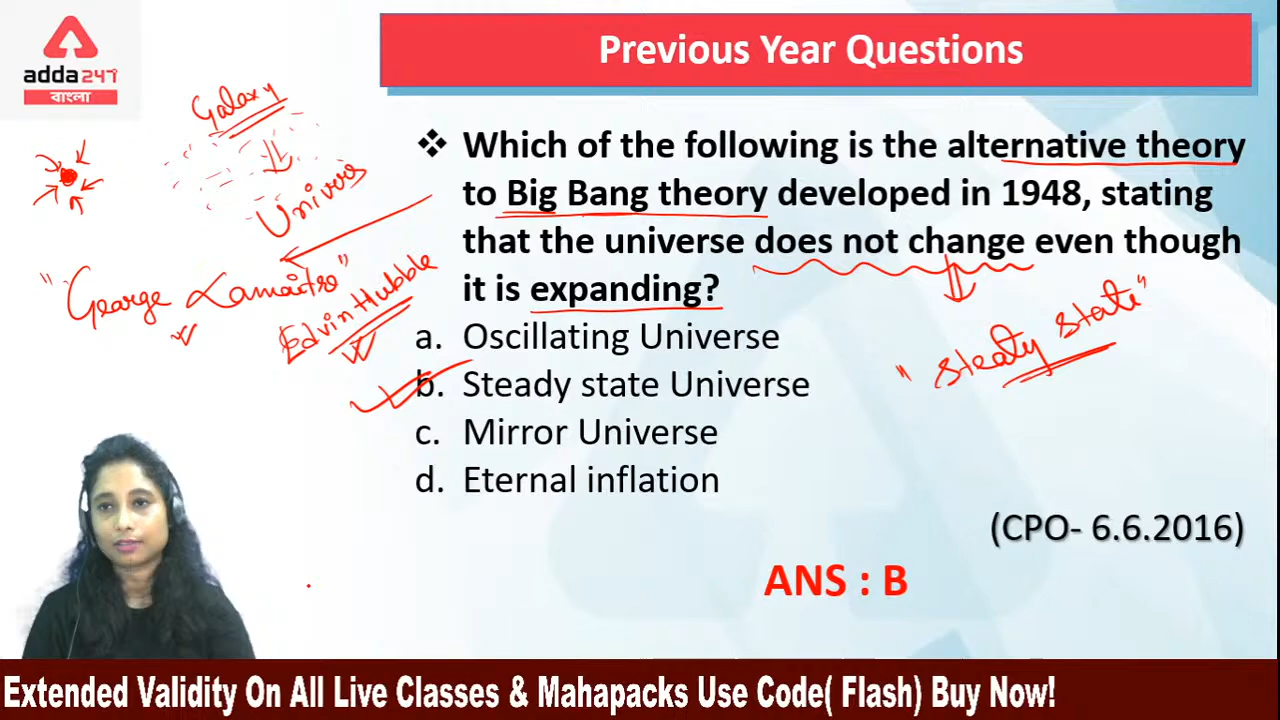 adda247
বাংলা
Previous Year Questions
Galaxy
Univers
"George Lamaitre"
Edvin Hubble
❖ Which of the following is the alternative theory
to Big Bang theory developed in 1948, stating
that the universe does not change even though
it is expanding?
a. Oscillating Universe
b. Steady state Universe
c. Mirror Universe
d. Eternal inflation
"Steaty state"
(CPO- 6.6.2016)
ANS : B
Extended Validity On All Live Classes & Mahapacks Use Code( Flash) Buy Now!